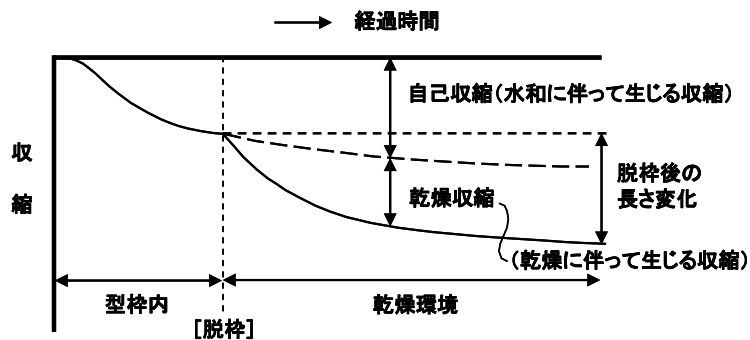 経過時間
自己収縮(水和に伴って生じる収縮)
収縮
脱枠後の
長さ変化
乾燥収縮
(乾燥に伴って生じる収縮)
型枠内
乾燥環境
[脱枠]